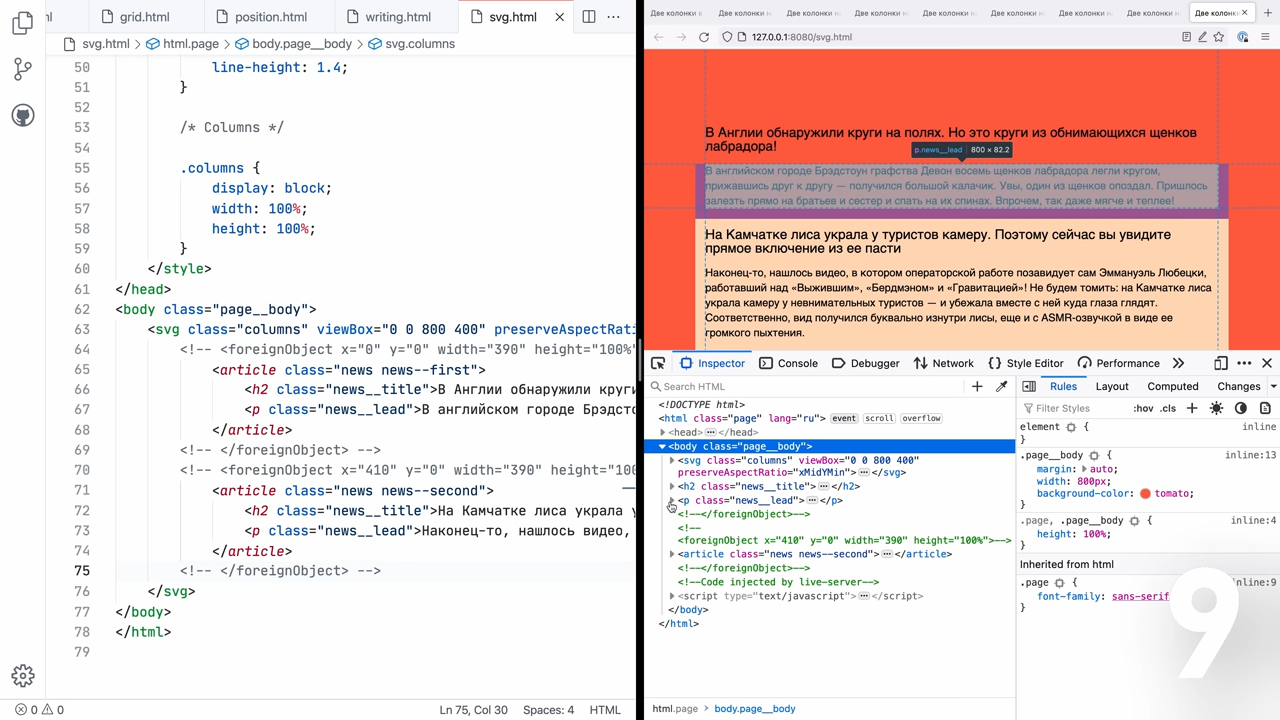 grid.html
position.html
writing.html
svg.html
svg.html > html.page > body.page__body > svg.columns
50 line-height: 1.4;
51 }
52
53 /* Columns */
54
55 .columns {
56 display: block;
57 width: 100%;
58 height: 100%;
59 }
60 </style>
61 </head>
62 <body class="page__body">
63 <svg class="columns" viewBox="0 0 800 400" preserveAspectRati
64 <!-- <foreignObject x="0" y="0" width="390" height="100%"
65 <article class="news news--first">
66 <h2 class="news__title">В Англии обнаружили круги
67 <p class="news__lead">В английском городе Брэдсто
68 </article>
69 <!-- </foreignObject> -->
70 <!-- <foreignObject x="410" y="0" width="390" height="100
71 <article class="news news--second">
72 <h2 class="news__title">На Камчатке лиса украла у
73 <p class="news__lead">Наконец-то, нашлось видео,
74 </article>
75 <!-- </foreignObject> -->
76 </svg>
77 </body>
78 </html>
79
0 0 Ln 75, Col 30 Spaces: 4 HTML
Две колонки Две колонки Две колонки Две колонки Две колонки Две колонки Две колонки Две колонки Две колонки
127.0.0.1:8080/svg.html
В Англии обнаружили круги на полях. Но это круги из обнимающихся щенков
лабрадора!
p.news__lead 800 × 82.2
В английском городе Брэдстоун графства Девон восемь щенков лабрадора легли кругом,
прижавшись друг к другу — получился большой калачик. Увы, один из щенков опоздал. Пришлось
залезть прямо на братьев и сестер и спать на их спинах. Впрочем, так даже мягче и теплее!
На Камчатке лиса украла у туристов камеру. Поэтому сейчас вы увидите
прямое включение из ее пасти
Наконец-то, нашлось видео, в котором операторской работе позавидует сам Эммануэль Любецки,
работавший над «Выжившим», «Бердмэном» и «Гравитацией»! Не будем томить: на Камчатке лиса
украла камеру у невнимательных туристов — и убежала вместе с ней куда глаза глядят.
Соответственно, вид получился буквально изнутри лисы, еще и с ASMR-озвучкой в виде ее
громкого пыхтения.
Inspector Console Debugger Network Style Editor Performance
Search HTML
<!DOCTYPE html>
<html class="page" lang="ru"> event scroll overflow
<head> </head>
<body class="page__body">
<svg class="columns" viewBox="0 0 800 400"
preserveAspectRatio="xMidYMin"> </svg>
<h2 class="news__title"> </h2>
<p class="news__lead"> </p>
<!--</foreignObject>-->
<!--
<foreignObject x="410" y="0" width="390" height="100%">-->
<article class="news news--second"> </article>
<!--</foreignObject>-->
<!--Code injected by live-server-->
<script type="text/javascript"> </script>
</body>
</html>
html.page > body.page__body
Rules Layout Computed Changes
Filter Styles :hov .cls
element { inline
}
.page__body { inline:13
margin: auto;
width: 800px;
background-color: tomato;
}
.page, .page__body { inline:4
height: 100%;
}
Inherited from html
.page { inline:9
font-family: sans-serif
}
9